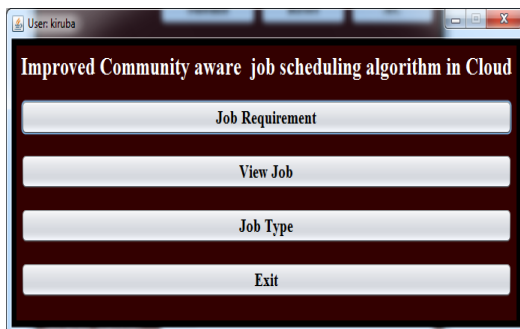 User: kiruba
Improved Community aware job scheduling algorithm in Cloud
Job Requirement
View Job
Job Type
Exit